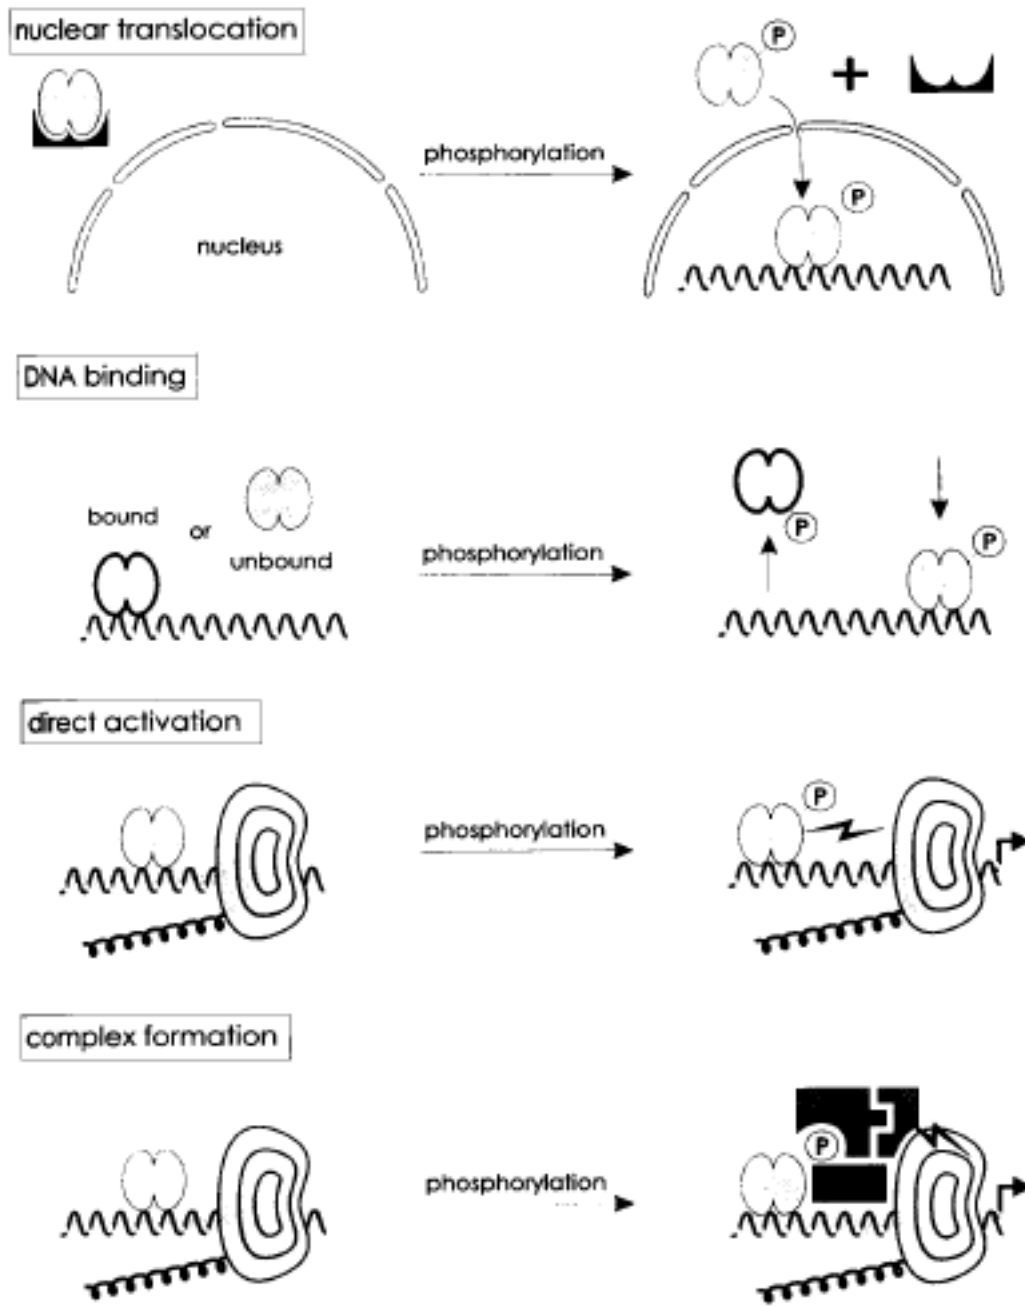 nuclear translocation
P
phosphorylation
P
nucleus
DNA binding
bound
or
unbound
phosphorylation
P
P
direct activation
P
phosphorylation
complex formation
P
phosphorylation